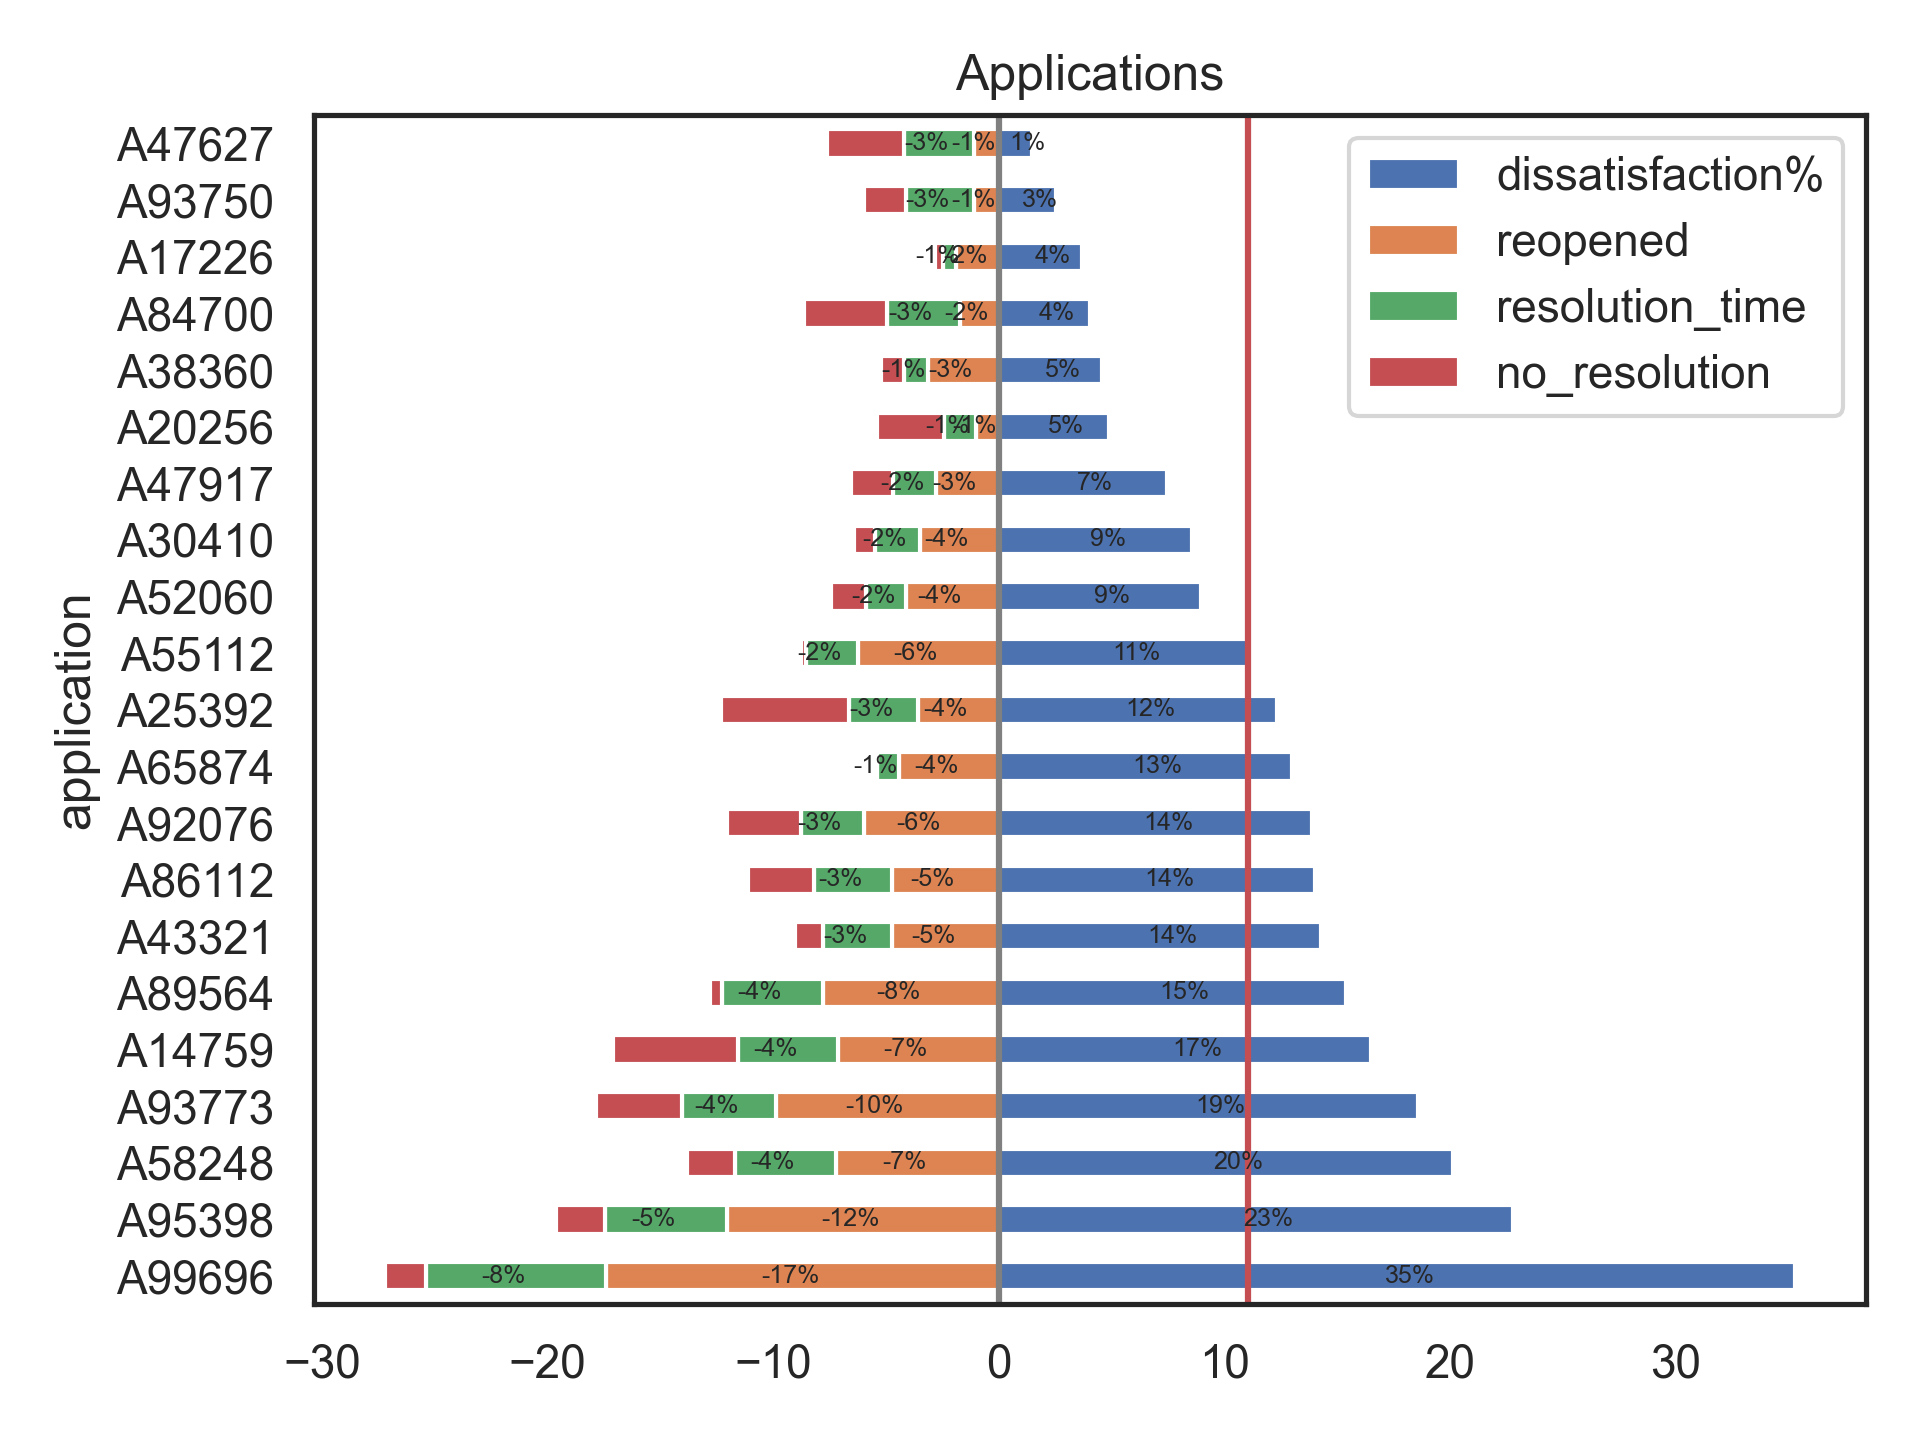 Applications
dissatisfaction%
reopened
resolution_time
no_resolution
application
A47627 -3% -1% 1%
A93750 -3% -1% 3%
A17226 -1% -2% 4%
A84700 -3% -2% 4%
A38360 -1% -3% 5%
A20256 -1% -1% 5%
A47917 -2% -3% 7%
A30410 -2% -4% 9%
A52060 -2% -4% 9%
A55112 -2% -6% 11%
A25392 -3% -4% 12%
A65874 -1% -4% 13%
A92076 -3% -6% 14%
A86112 -3% -5% 14%
A43321 -3% -5% 14%
A89564 -4% -8% 15%
A14759 -4% -7% 17%
A93773 -4% -10% 19%
A58248 -4% -7% 20%
A95398 -5% -12% 23%
A99696 -8% -17% 35%
−30 −20 −10 0 10 20 30